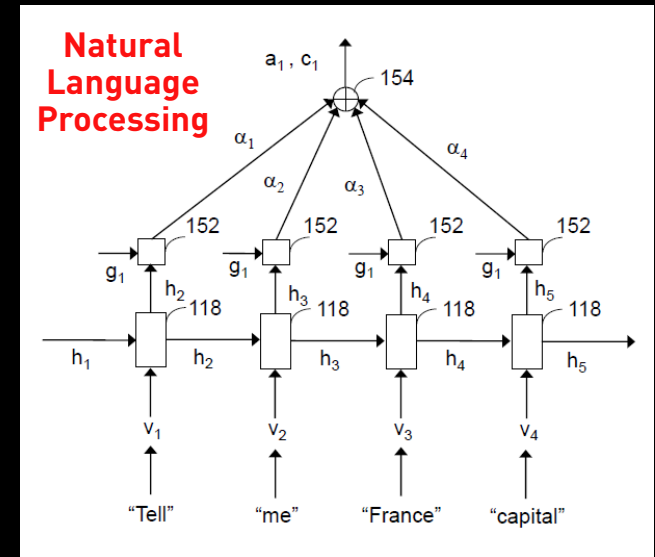 Natural
Language
Processing
a₁ , c₁
154
α₁
α₂
α₃
α₄
152
152
152
152
g₁
g₁
g₁
g₁
h₂
h₃
h₄
h₅
118
118
118
118
h₁
h₂
h₃
h₄
h₅
v₁
v₂
v₃
v₄
“Tell”
“me”
“France”
“capital”